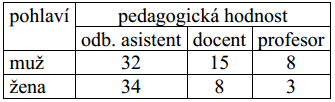 pohlaví pedagogická hodnost
odb. asistent docent profesor
muž 32 15 8
žena 34 8 3